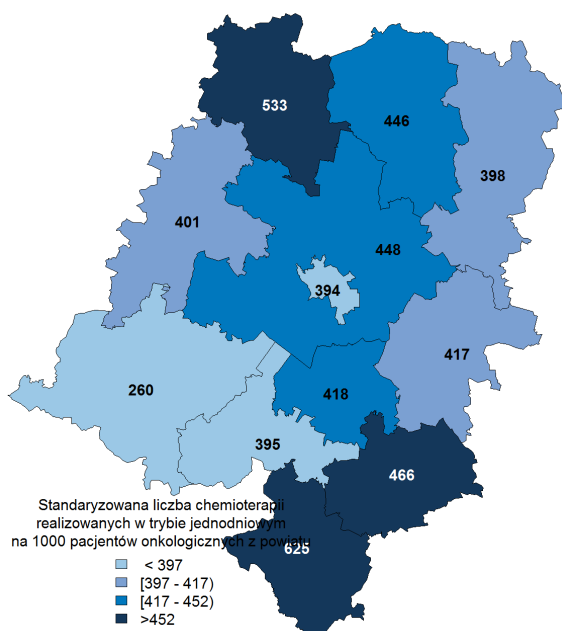 533
446
398
401
448
394
417
260
418
395
466
Standaryzowana liczba chemioterapii
realizowanych w trybie jednodniowym
na 1000 pacjentów onkologicznych z powiatu
625
< 397
[397 - 417)
[417 - 452)
>452